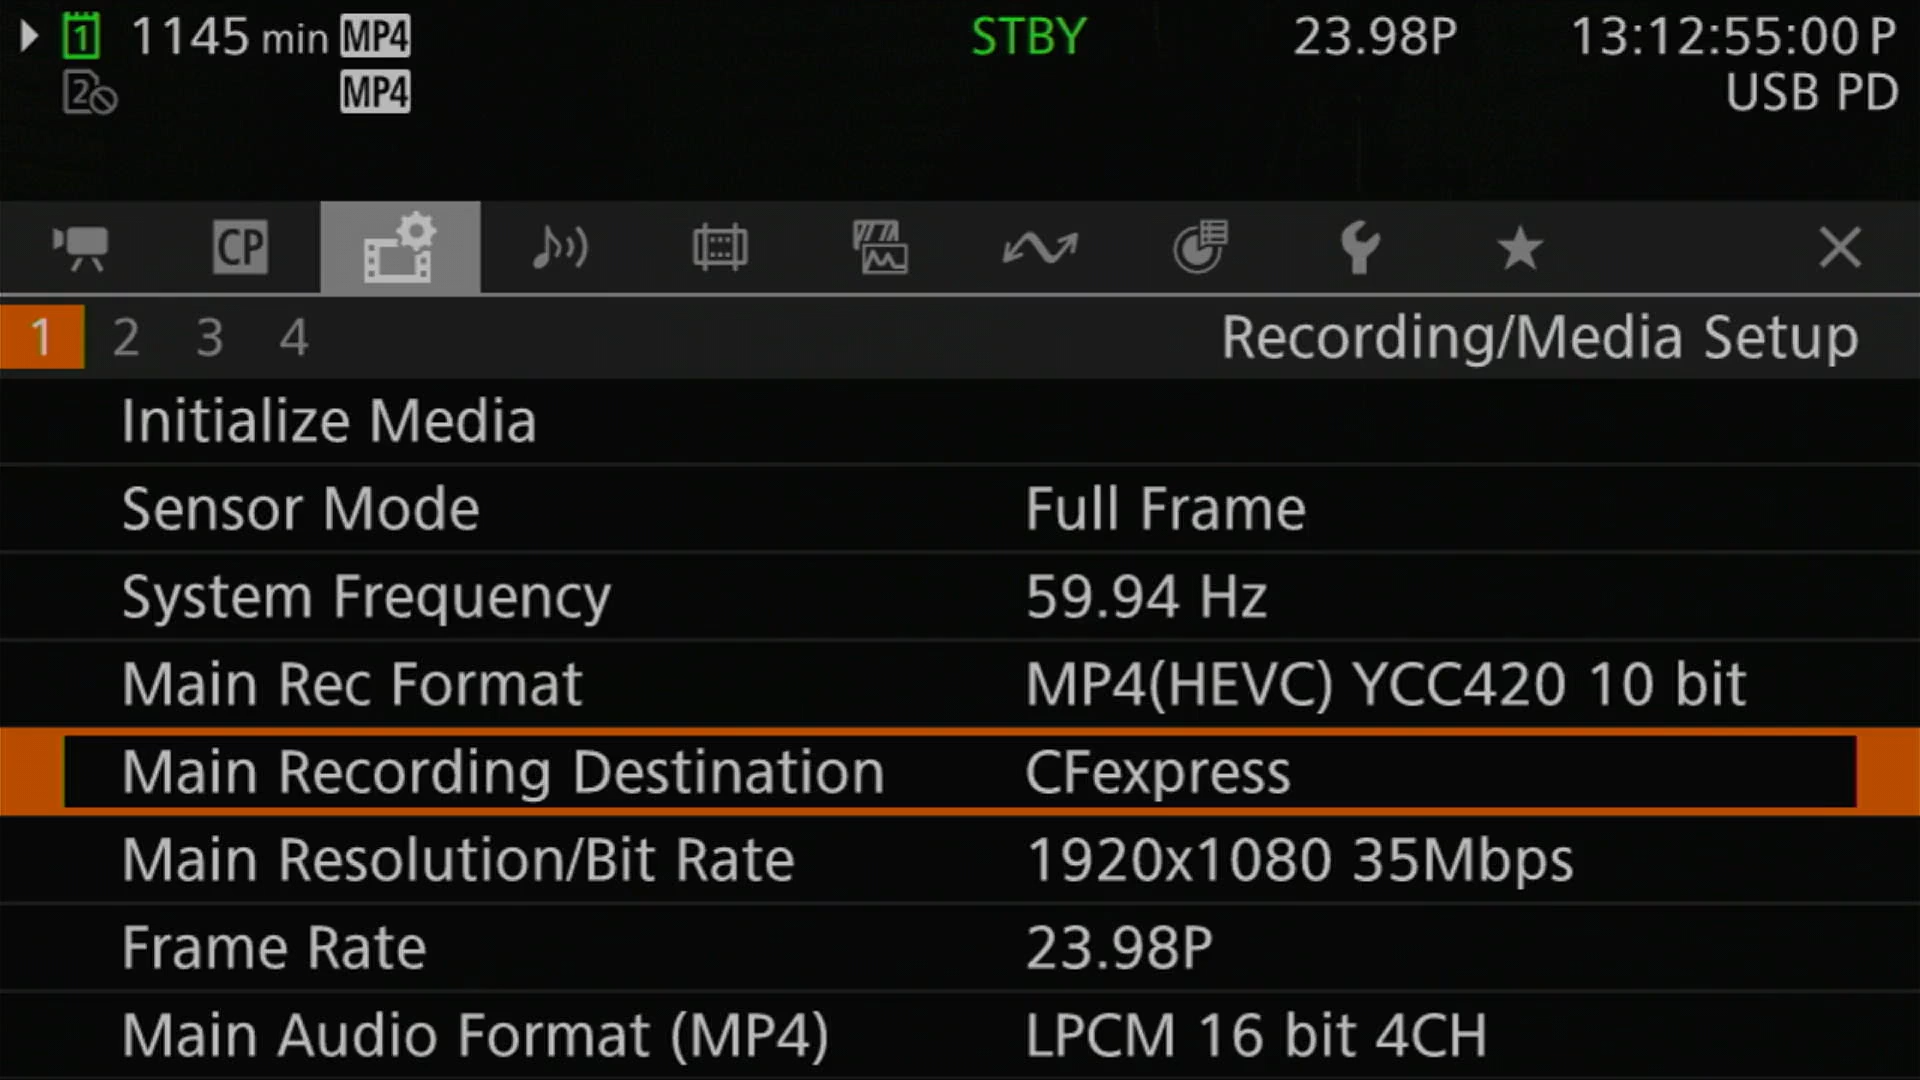 1 1145 min MP4 STBY 23.98P 13:12:55:00 P
2 MP4 USB PD
CP
1 2 3 4 Recording/Media Setup
Initialize Media
Sensor Mode Full Frame
System Frequency 59.94 Hz
Main Rec Format MP4(HEVC) YCC420 10 bit
Main Recording Destination CFexpress
Main Resolution/Bit Rate 1920x1080 35Mbps
Frame Rate 23.98P
Main Audio Format (MP4) LPCM 16 bit 4CH